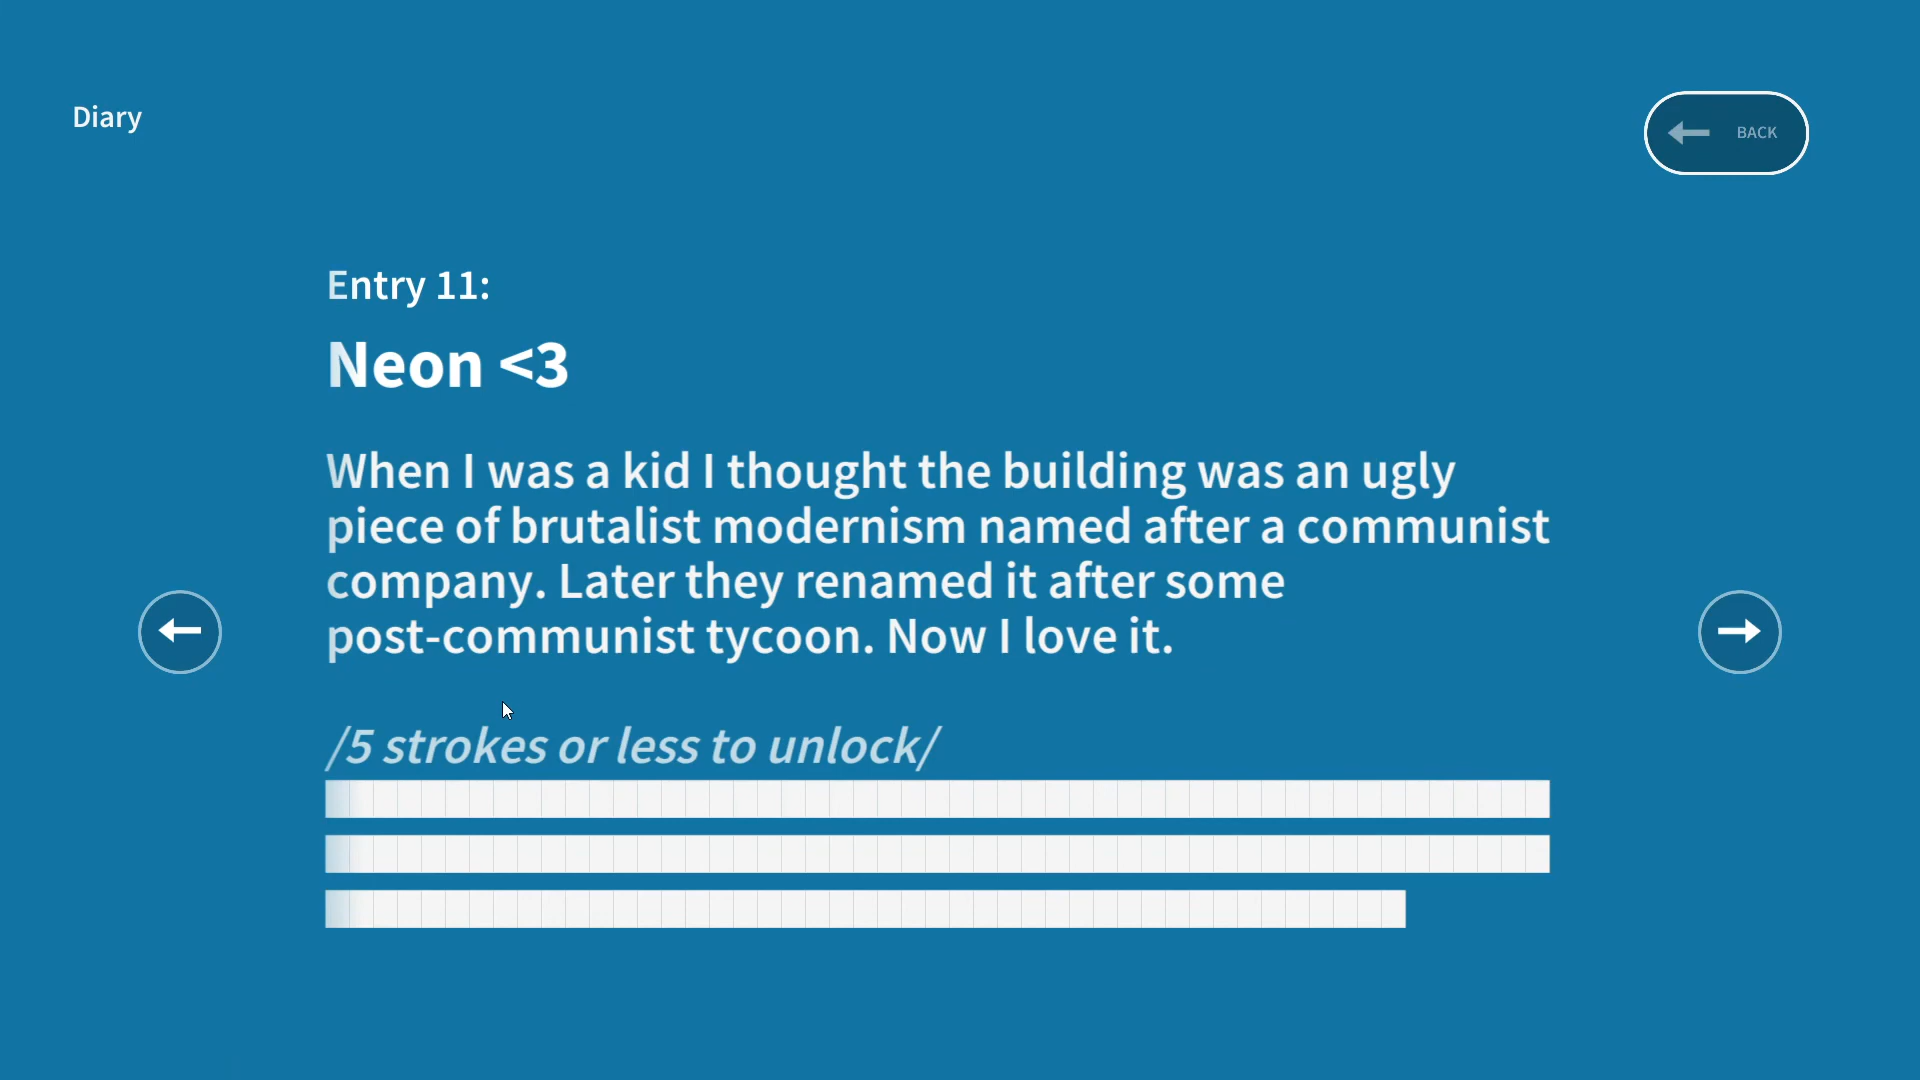 Diary
BACK
Entry 11:
Neon <3
When I was a kid I thought the building was an ugly
piece of brutalist modernism named after a communist
company. Later they renamed it after some
post-communist tycoon. Now I love it.
/5 strokes or less to unlock/